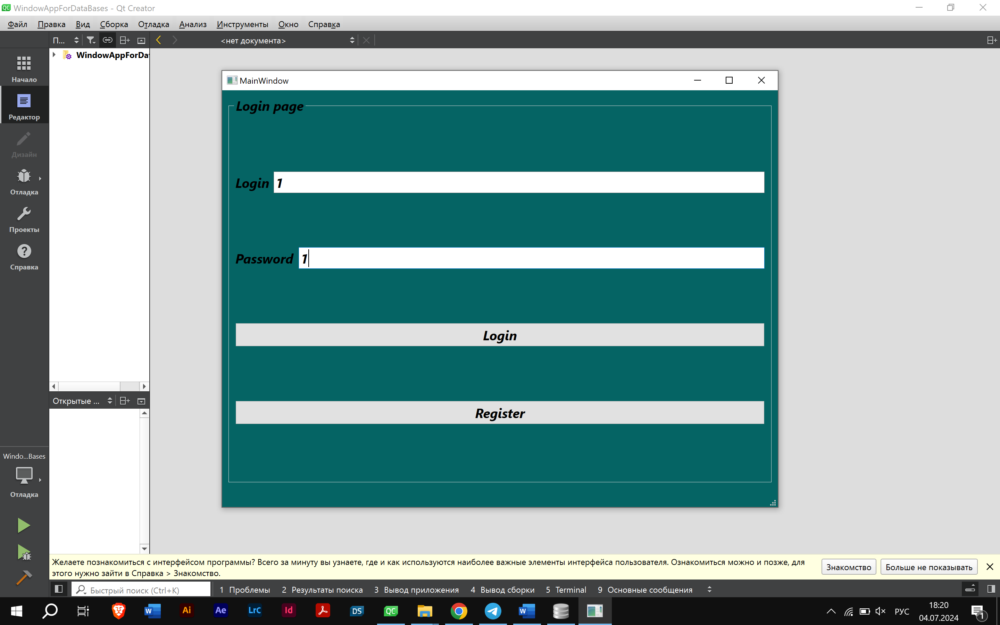 QC WindowAppForDataBases - Qt Creator
Файл Правка Вид Сборка Отладка Анализ Инструменты Окно Справка
П... <нет документа>
WindowAppForDa
Начало
Редактор
Дизайн
Отладка
Проекты
Справка
MainWindow
Login page
Login 1
Password 1
Login
Register
Открытые ...
Windo...Bases
Отладка
Желаете познакомиться с интерфейсом программы? Всего за минуту вы узнаете, где и как используются наиболее важные элементы интерфейса пользователя. Ознакомиться можно и позже, для
этого нужно зайти в Справка > Знакомство.
Знакомство Больше не показывать
Быстрый поиск (Ctrl+K) 1 Проблемы 2 Результаты поиска 3 Вывод приложения 4 Вывод сборки 5 Terminal 9 Основные сообщения
W Ai Ae LrC Id DS QC W РУС 18:20
04.07.2024 1